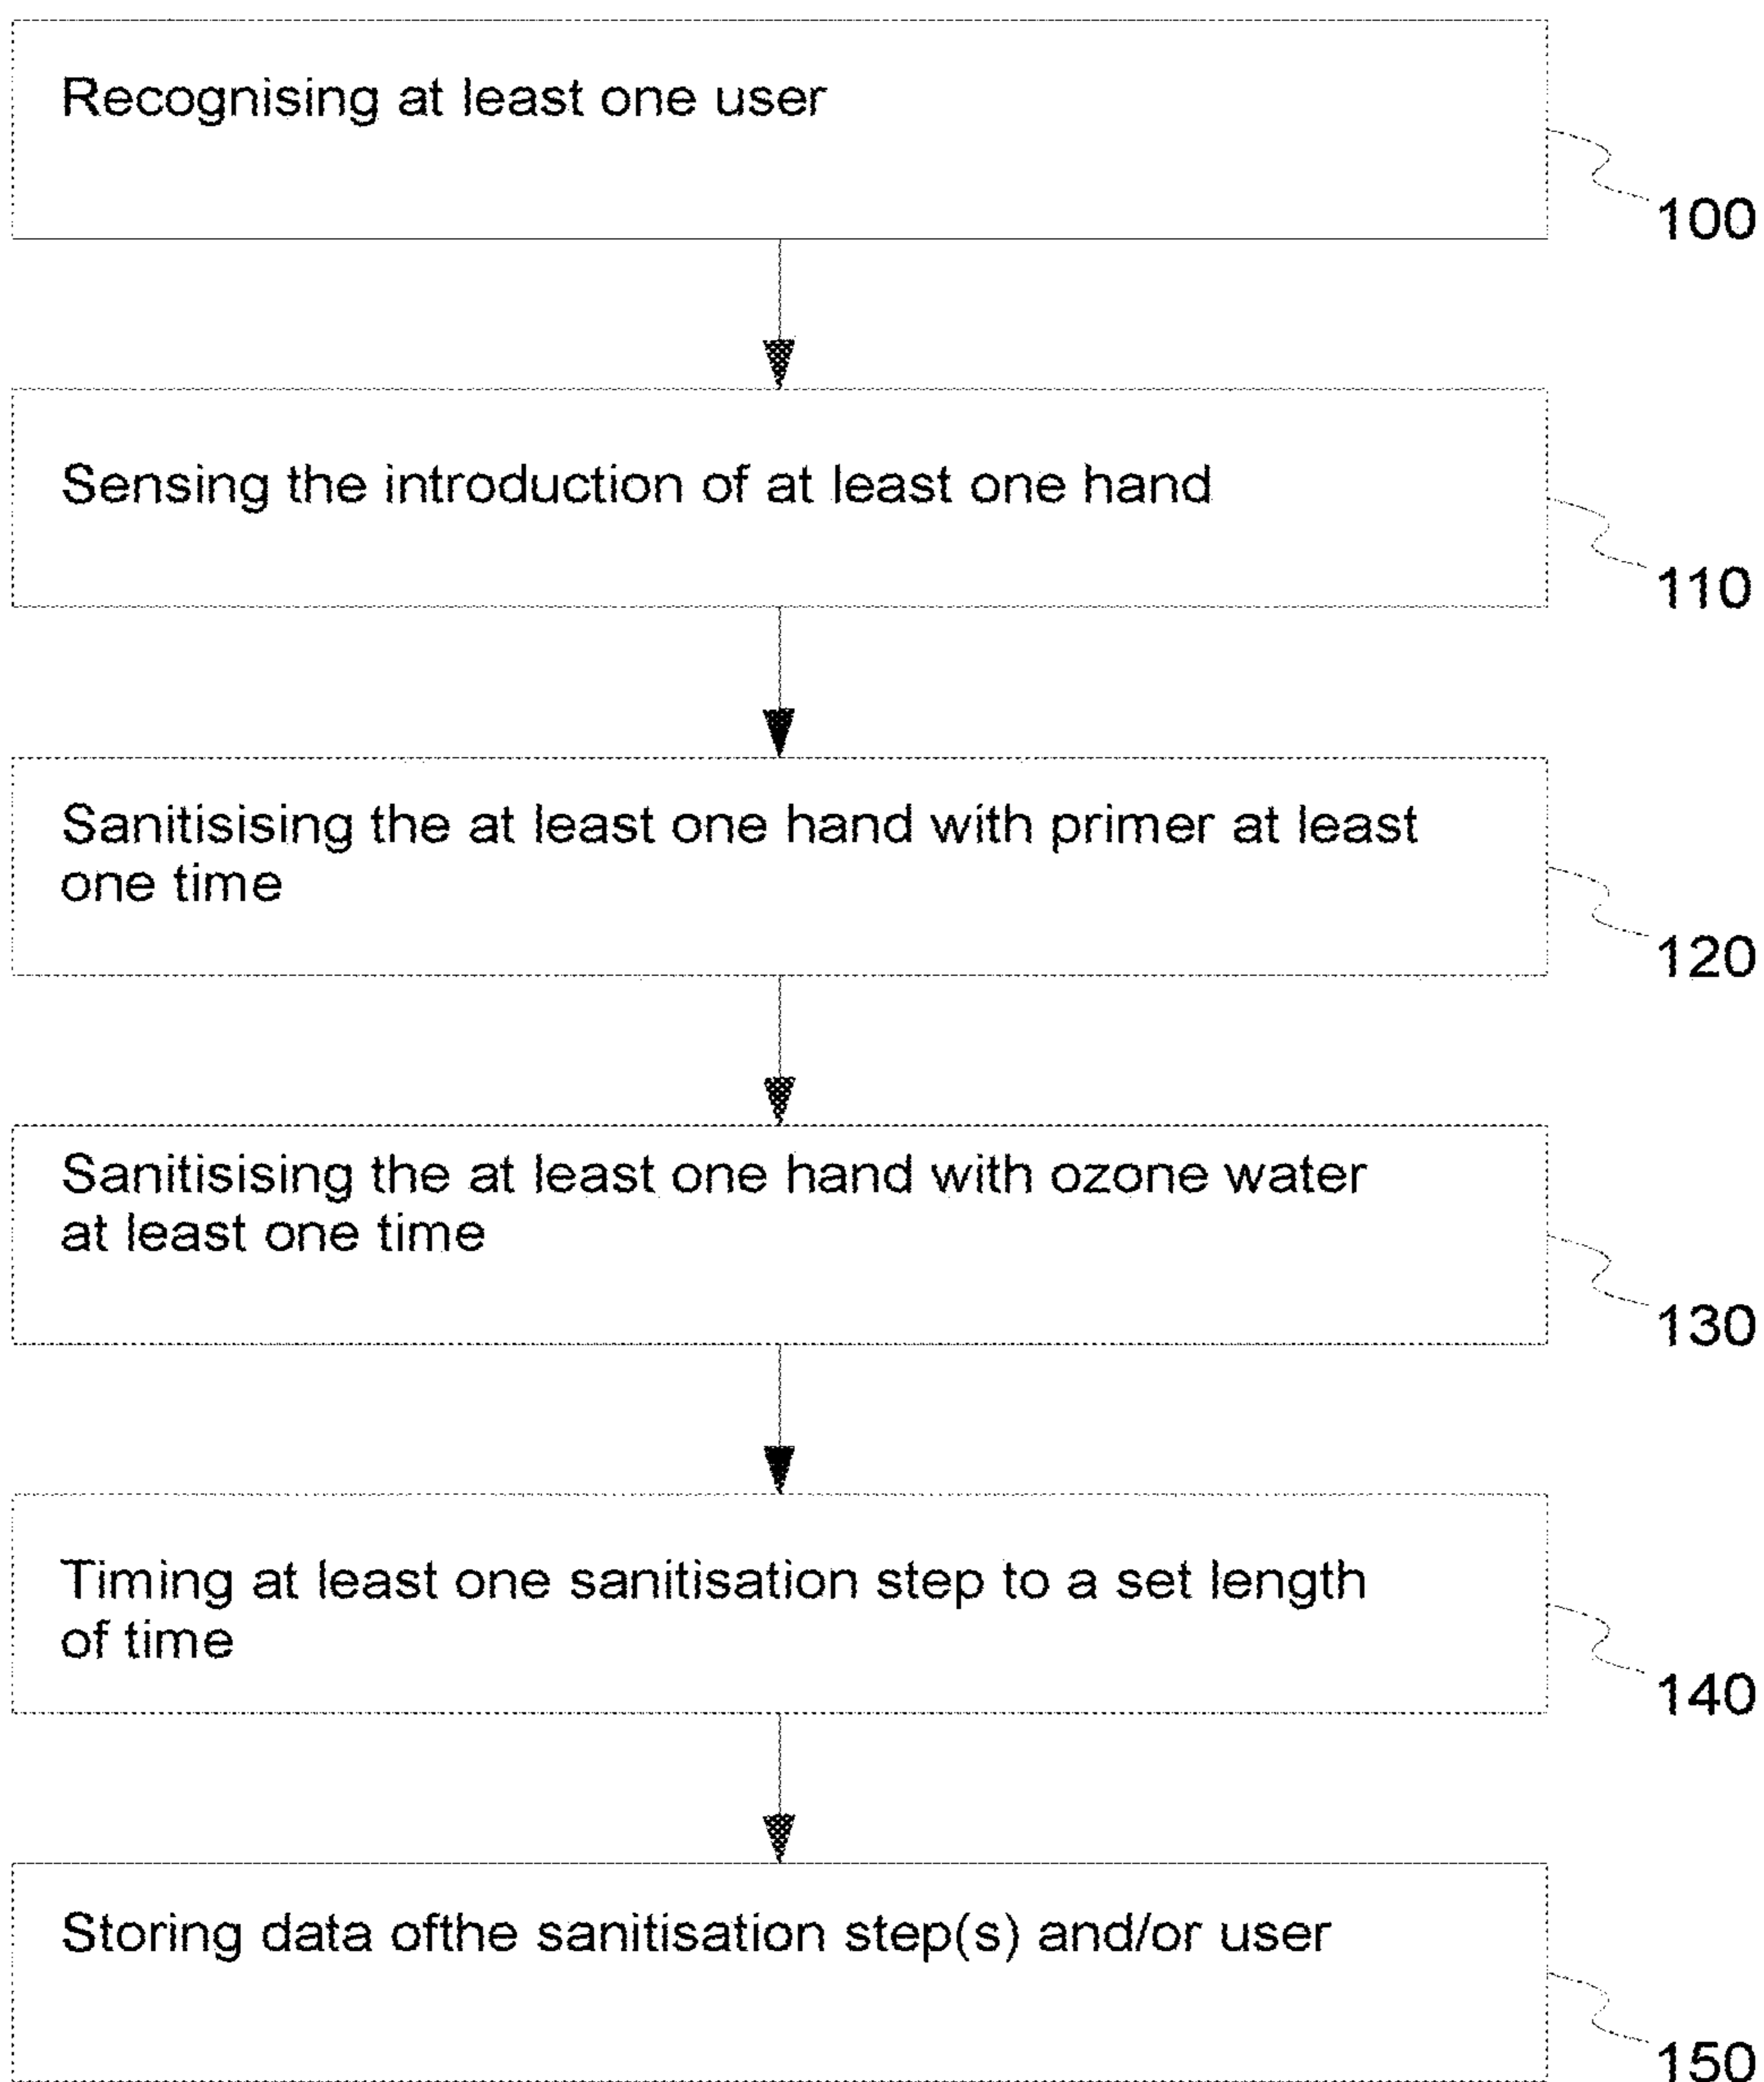 Recognising at least one user
100
Sensing the introduction of at least one hand
110
Sanitisising the at least one hand with primer at least
one time
120
Sanitisising the at least one hand with ozone water
at least one time
130
Timing at least one sanitisation step to a set length
of time
140
Storing data ofthe sanitisation step(s) and/or user
150